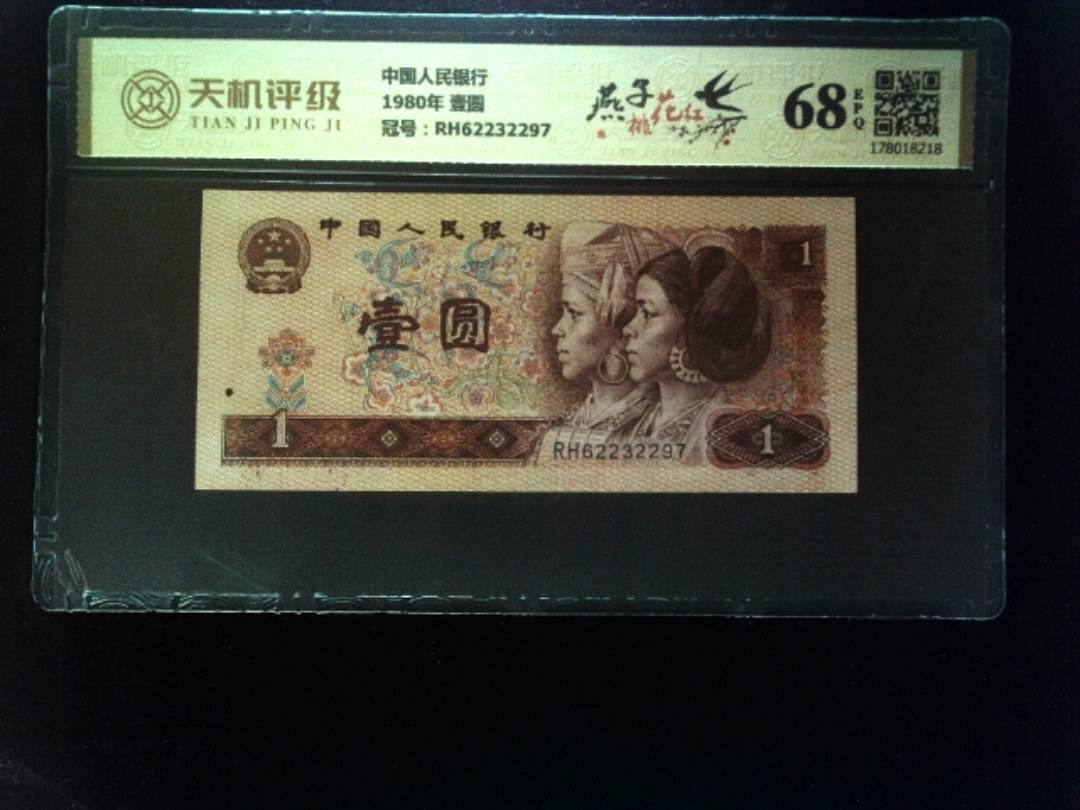 天机评级
TIAN JI PING JI
中国人民银行
1980年 壹圆
冠号：RH62232297
燕子
桃花红
68
EPQ
178018218
中国人民银行
1
壹圆
1
RH62232297
1